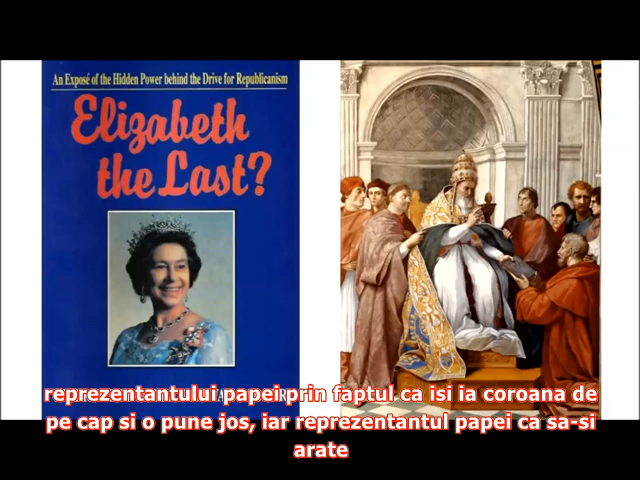 An Exposé of the Hidden Power behind the Drive for Republicanism
Elizabeth
the Last?
reprezentantului papei prin faptul ca isi ia coroana de
pe cap si o pune jos, iar reprezentantul papei ca sa-si
arate